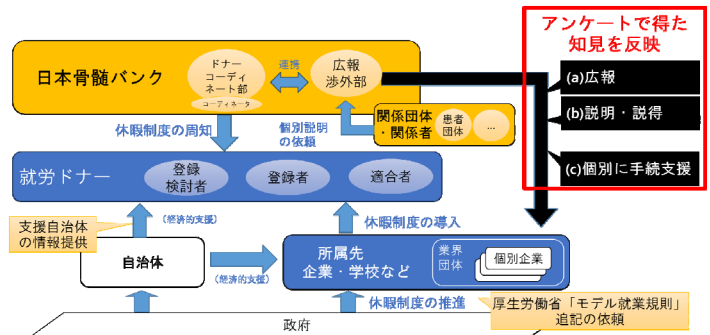 アンケートで得た
知見を反映
(a)広報
(b)説明・説得
(c)個別に手続支援
日本骨髄バンク
ドナー
コーディ
ネート部
コーディネータ
連携
広報
渉外部
休暇制度の周知
個別説明
の依頼
関係団体
・関係者
患者
団体
…
就労ドナー
登録
検討者
登録者
適合者
支援自治体
の情報提供
(経済的支援)
休暇制度の導入
自治体
(経済的支援)
所属先
企業・学校など
業界
団体
個別企業
休暇制度の推進
厚生労働省「モデル就業規則」
追記の依頼
政府